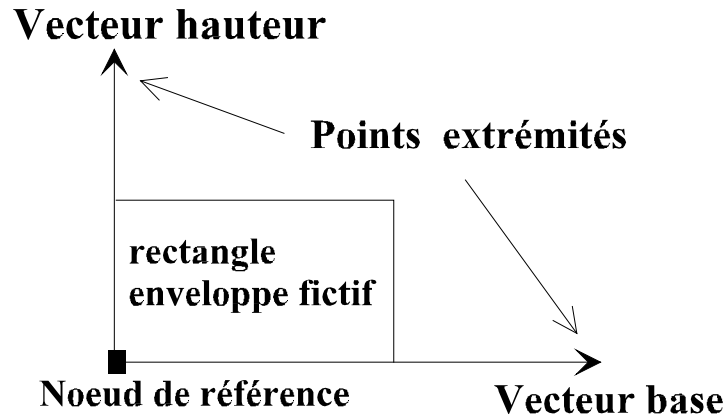 Vecteur hauteur
Points extrémités
rectangle
enveloppe fictif
Noeud de référence
Vecteur base